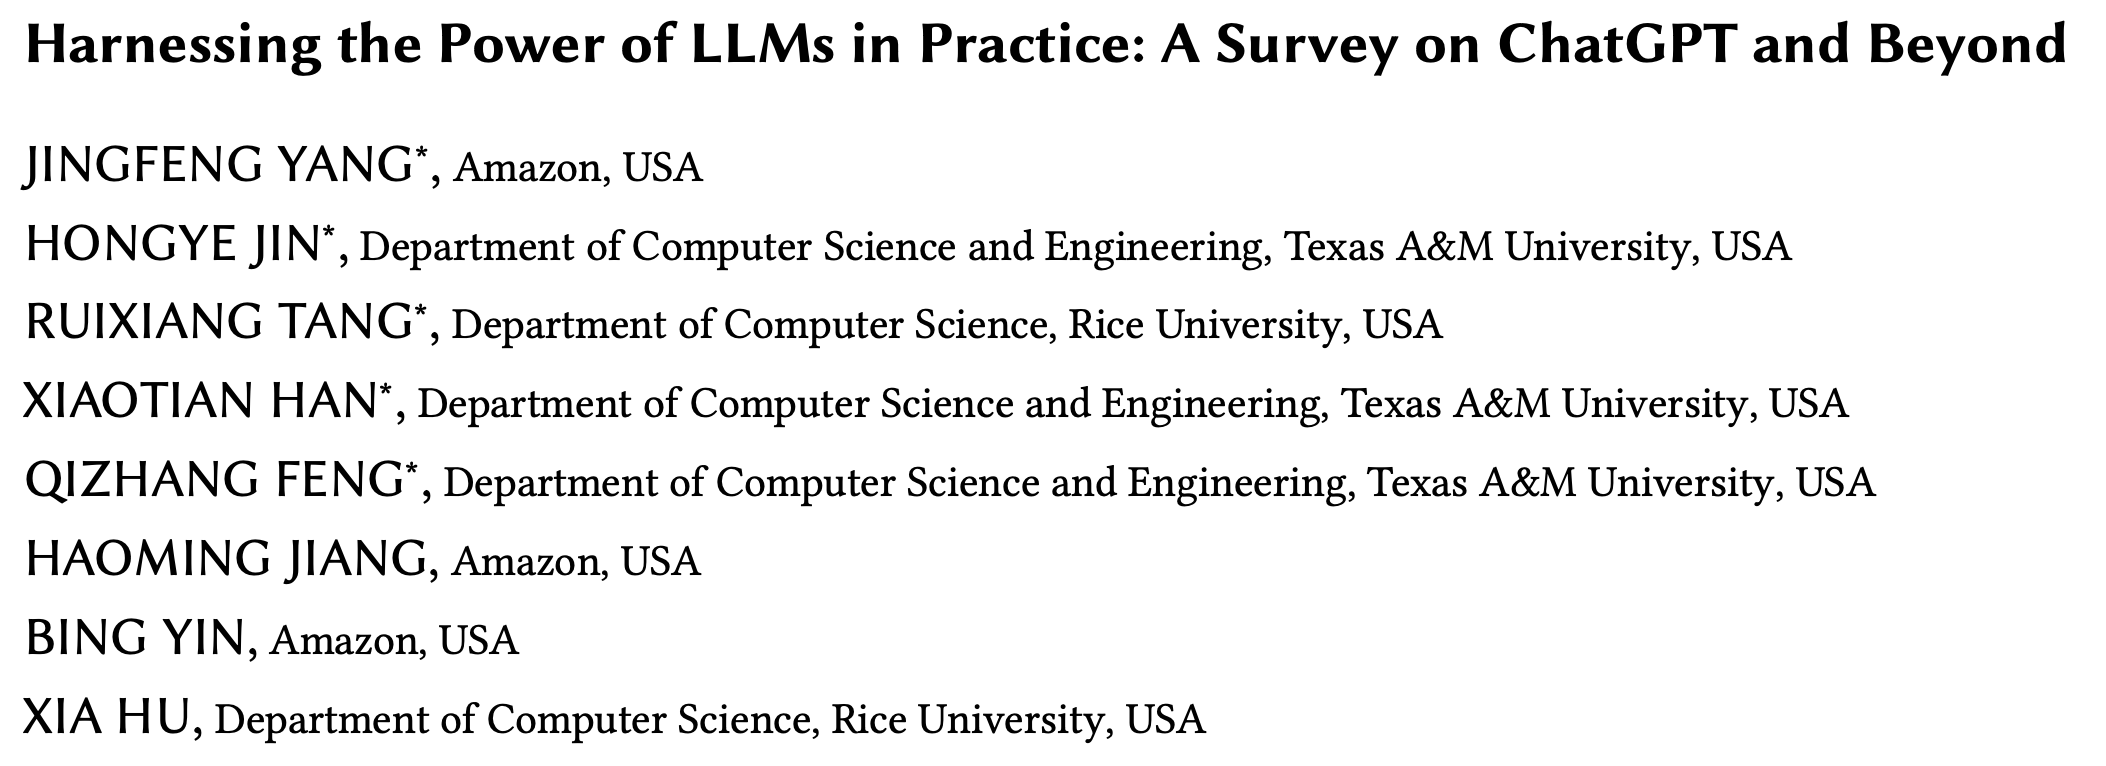 Harnessing the Power of LLMs in Practice: A Survey on ChatGPT and Beyond
JINGFENG YANG*, Amazon, USA
HONGYE JIN*, Department of Computer Science and Engineering, Texas A&M University, USA
RUIXIANG TANG*, Department of Computer Science, Rice University, USA
XIAOTIAN HAN*, Department of Computer Science and Engineering, Texas A&M University, USA
QIZHANG FENG*, Department of Computer Science and Engineering, Texas A&M University, USA
HAOMING JIANG, Amazon, USA
BING YIN, Amazon, USA
XIA HU, Department of Computer Science, Rice University, USA